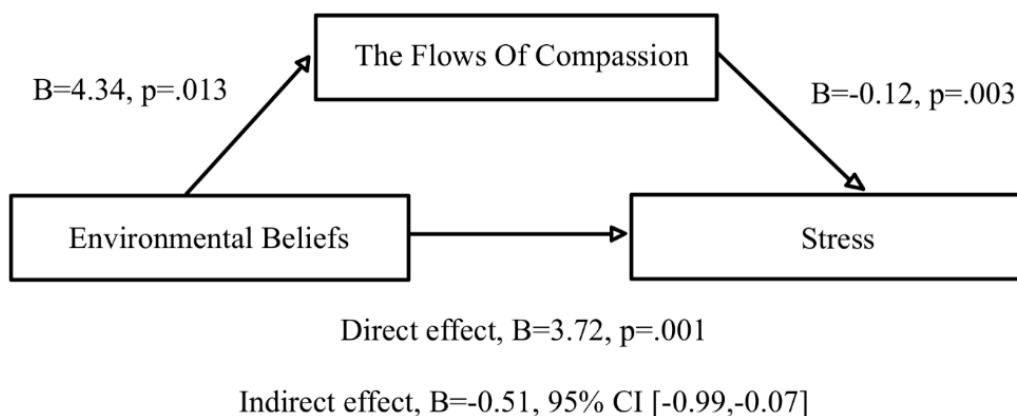 The Flows Of Compassion
B=4.34, p=.013
B=-0.12, p=.003
Environmental Beliefs
Stress
Direct effect, B=3.72, p=.001
Indirect effect, B=-0.51, 95% CI [-0.99,-0.07]